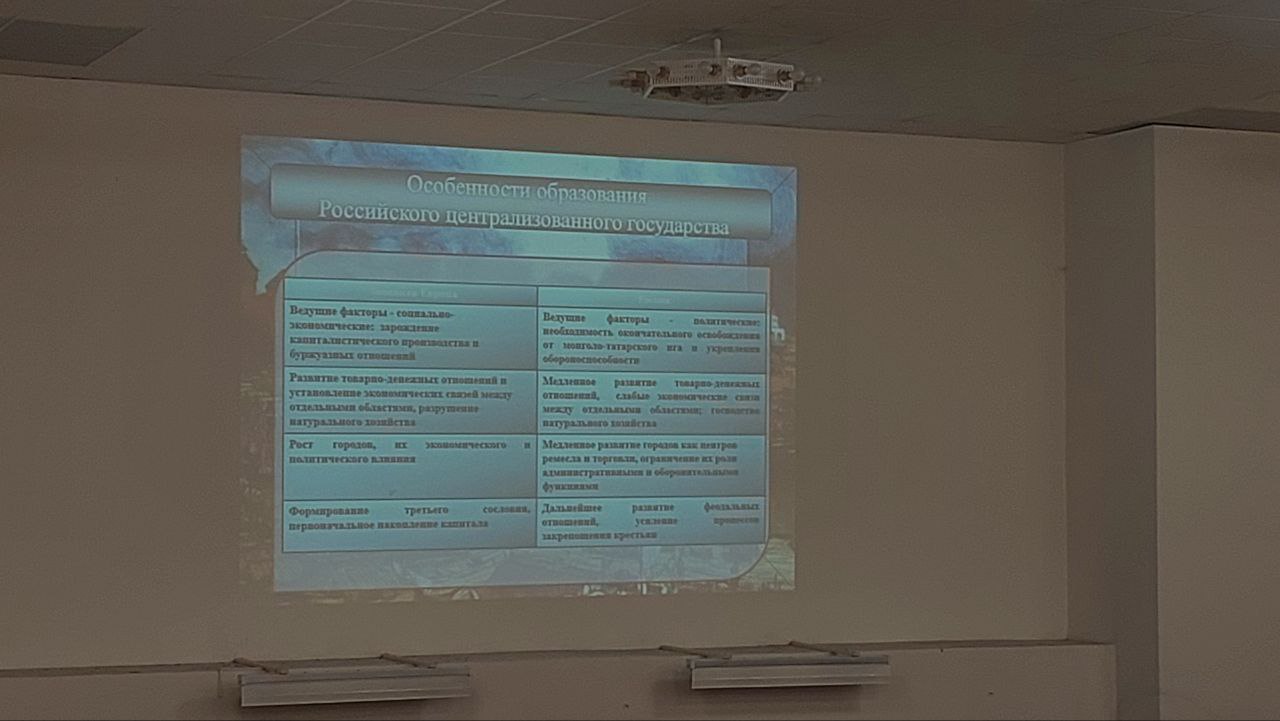 Особенности образования
Российского централизованного государства
Европа
Россия
Ведущие факторы - социально-
экономические: зарождение
капиталистического производства и
буржуазных отношений
Ведущие факторы - политические:
необходимость окончательного освобождения
от монголо-татарского ига и укрепления
обороноспособности
Развитие товарно-денежных отношений и
установление экономических связей между
отдельными областями, разрушение
натурального хозяйства
Медленное развитие товарно-денежных
отношений, слабые экономические связи
между отдельными областями; господство
натурального хозяйства
Рост городов, их экономического и
политического влияния
Медленное развитие городов как центров
ремесла и торговли, ограничение их роли
административными и оборонительными
функциями
Формирование третьего сословия,
первоначальное накопление капитала
Дальнейшее развитие феодальных
отношений, усиление процессов
закрепощения крестьян